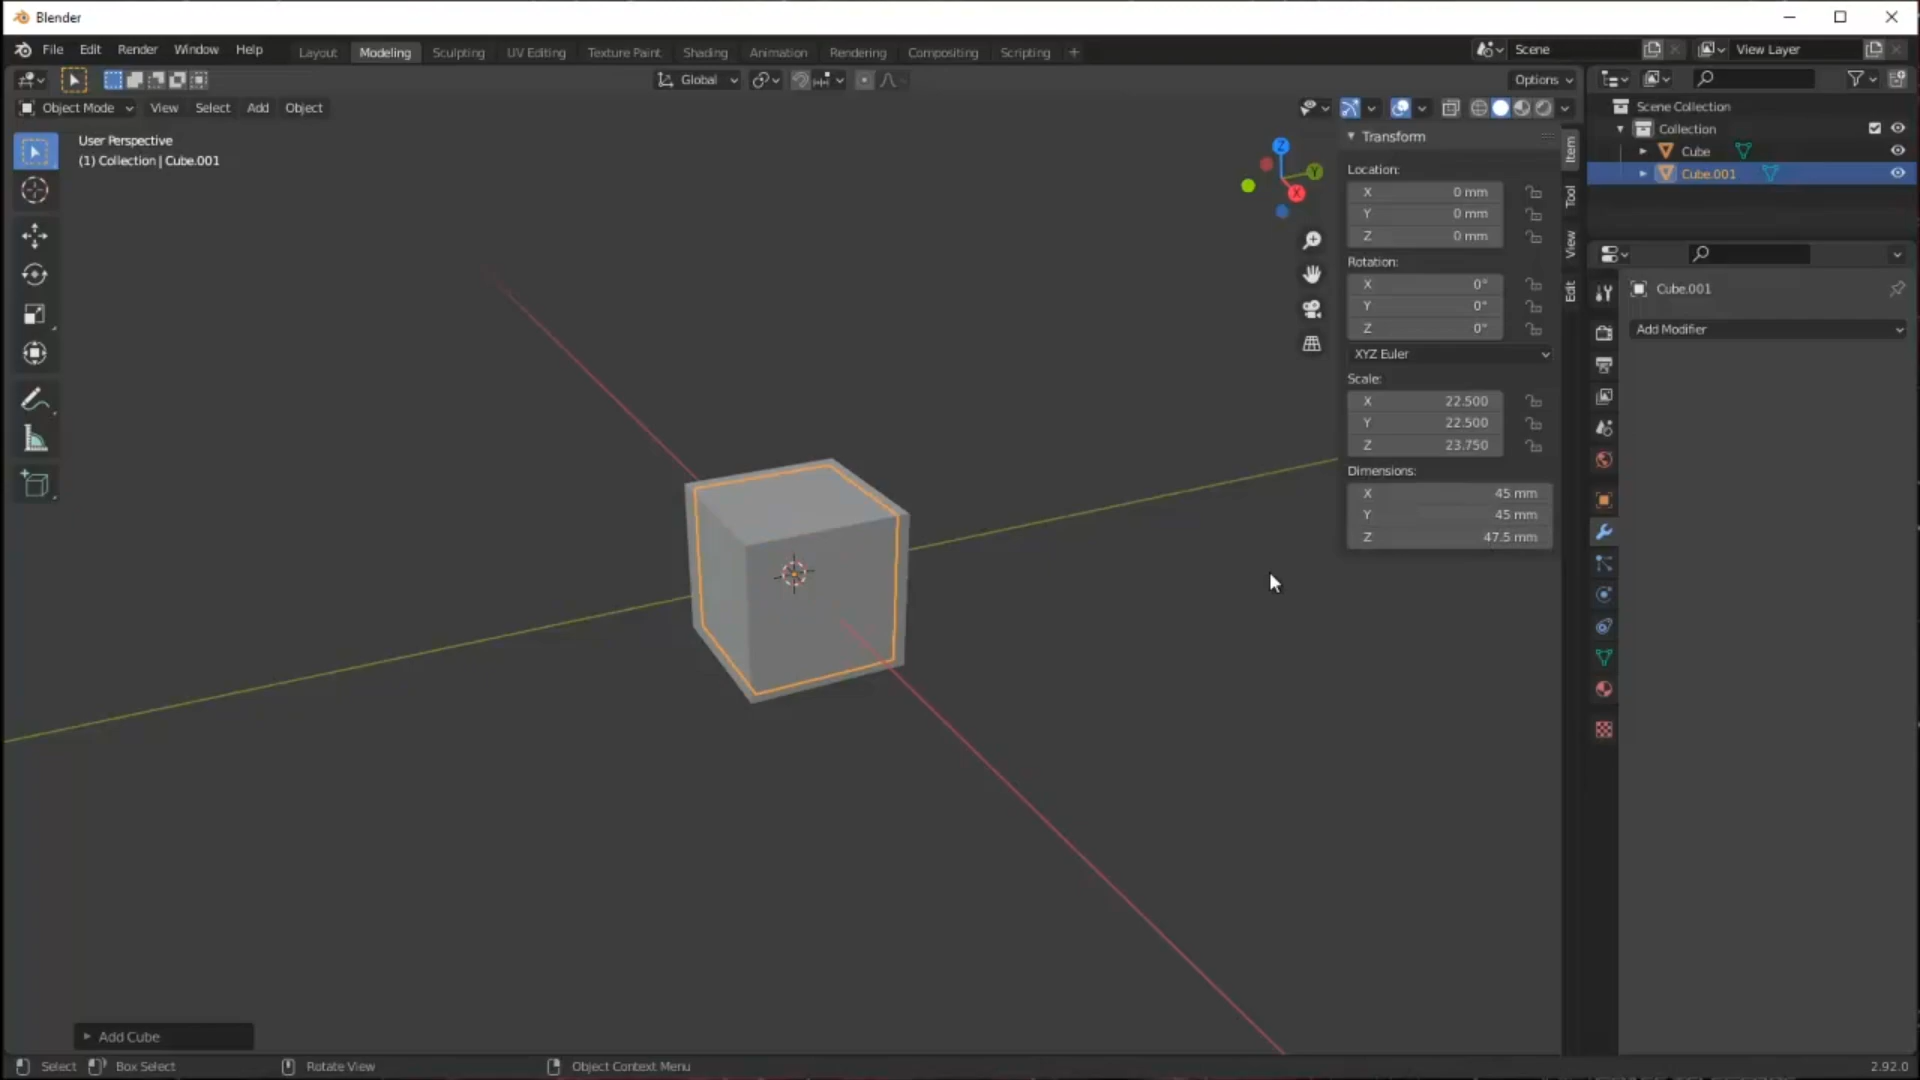 Blender
File Edit Render Window Help Layout Modeling Sculpting UV Editing Texture Paint Shading Animation Rendering Compositing Scripting + Scene View Layer
Global Options
Object Mode View Select Add Object
User Perspective
(1) Collection | Cube.001
Z
Y
X
Transform
Location:
X 0 mm
Y 0 mm
Z 0 mm
Rotation:
X 0°
Y 0°
Z 0°
XYZ Euler
Scale:
X 22.500
Y 22.500
Z 23.750
Dimensions:
X 45 mm
Y 45 mm
Z 47.5 mm
Item
Tool
View
Edit
Scene Collection
Collection
Cube
Cube.001
Cube.001
Add Modifier
Add Cube
Select Box Select Rotate View Object Context Menu 2.92.0